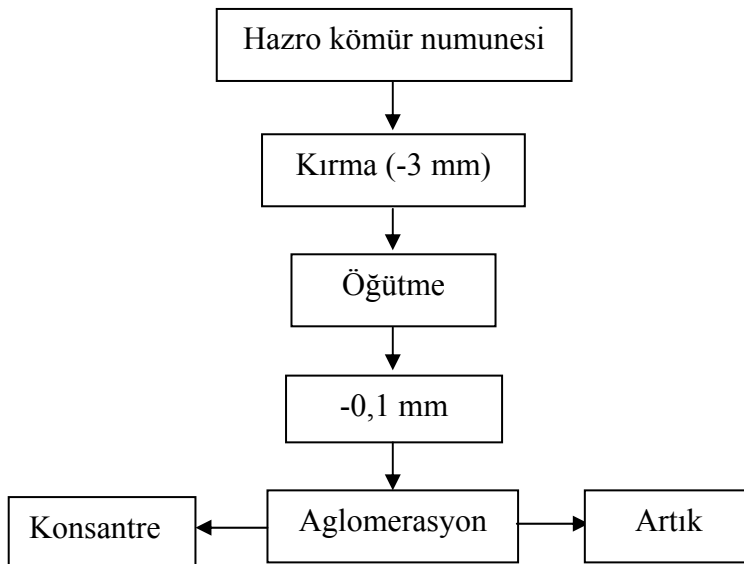 Hazro kömür numunesi
Kırma (-3 mm)
Öğütme
-0,1 mm
Konsantre
Aglomerasyon
Artık